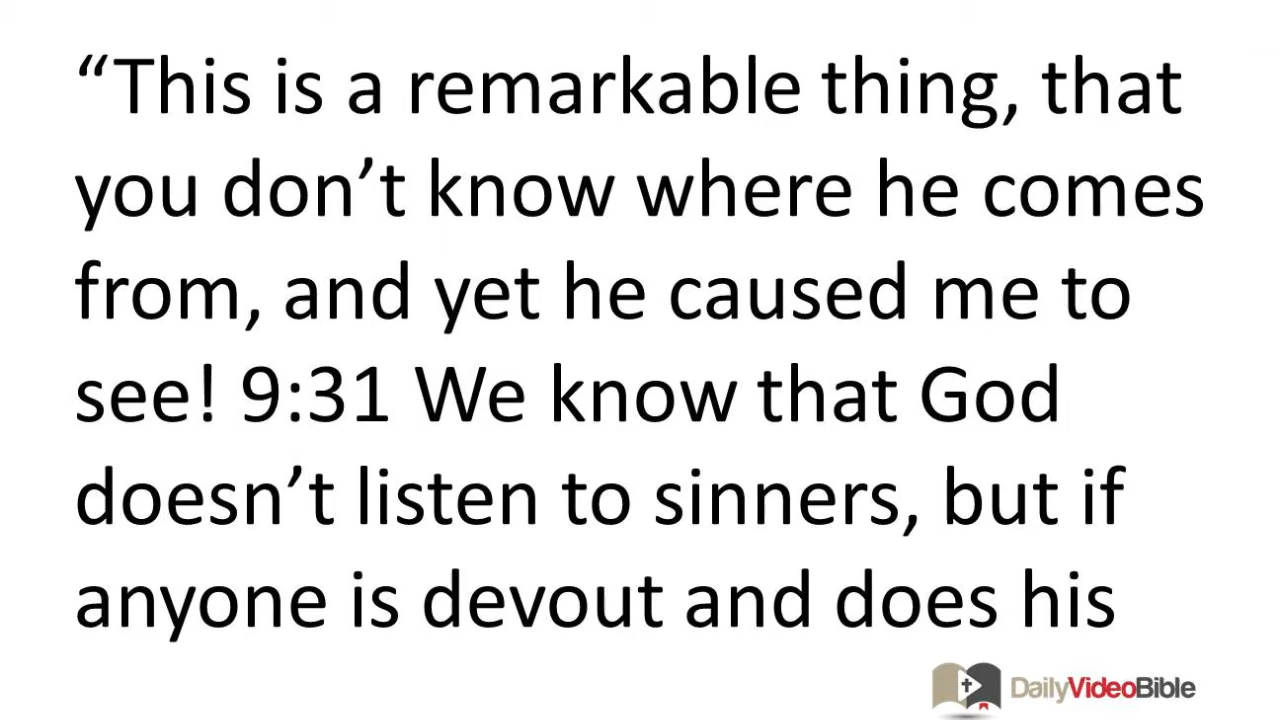 “This is a remarkable thing, that
you don’t know where he comes
from, and yet he caused me to
see! 9:31 We know that God
doesn’t listen to sinners, but if
anyone is devout and does his
DailyVideoBible